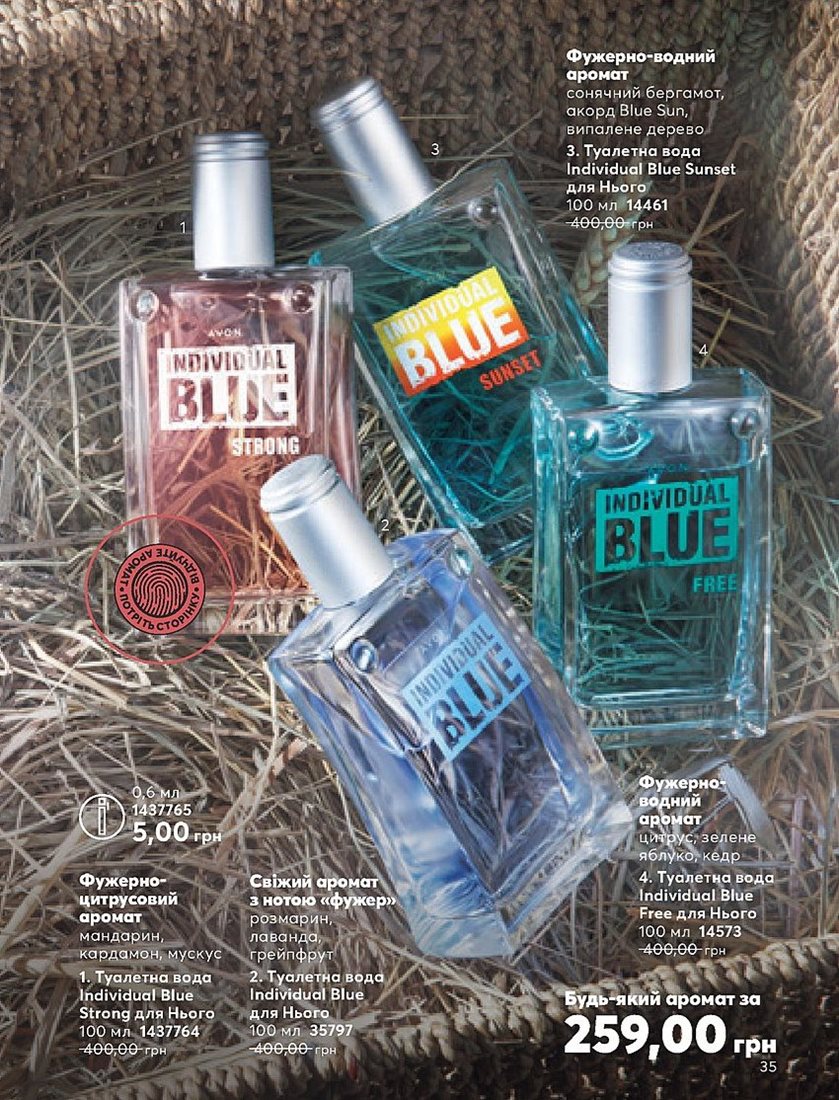 Фужерно-водний
аромат
сонячний бергамот,
акорд Blue Sun,
випалене дерево
3. Туалетна вода
Individual Blue Sunset
для Нього
100 мл 14461
400,00 грн
3
1
AVON
INDIVIDUAL
BLUE
STRONG
INDIVIDUAL
BLUE
SUNSET
4
AVON
INDIVIDUAL
BLUE
FREE
2
AVON
INDIVIDUAL
BLUE
ВІДЧУЙТЕ АРОМАТ •
ПОТРІТЬ СТОРІНКУ •
0,6 мл
1437765
5,00 грн
Фужерно-
цитрусовий
аромат
мандарин,
кардамон, мускус
1. Туалетна вода
Individual Blue
Strong для Нього
100 мл 1437764
400,00 грн
Свіжий аромат
з нотою «фужер»
розмарин,
лаванда,
грейпфрут
2. Туалетна вода
Individual Blue
для Нього
100 мл 35797
400,00 грн
Фужерно-
водний
аромат
цитрус, зелене
яблуко, кедр
4. Туалетна вода
Individual Blue
Free для Нього
100 мл 14573
400,00 грн
Будь-який аромат за
259,00 грн
35